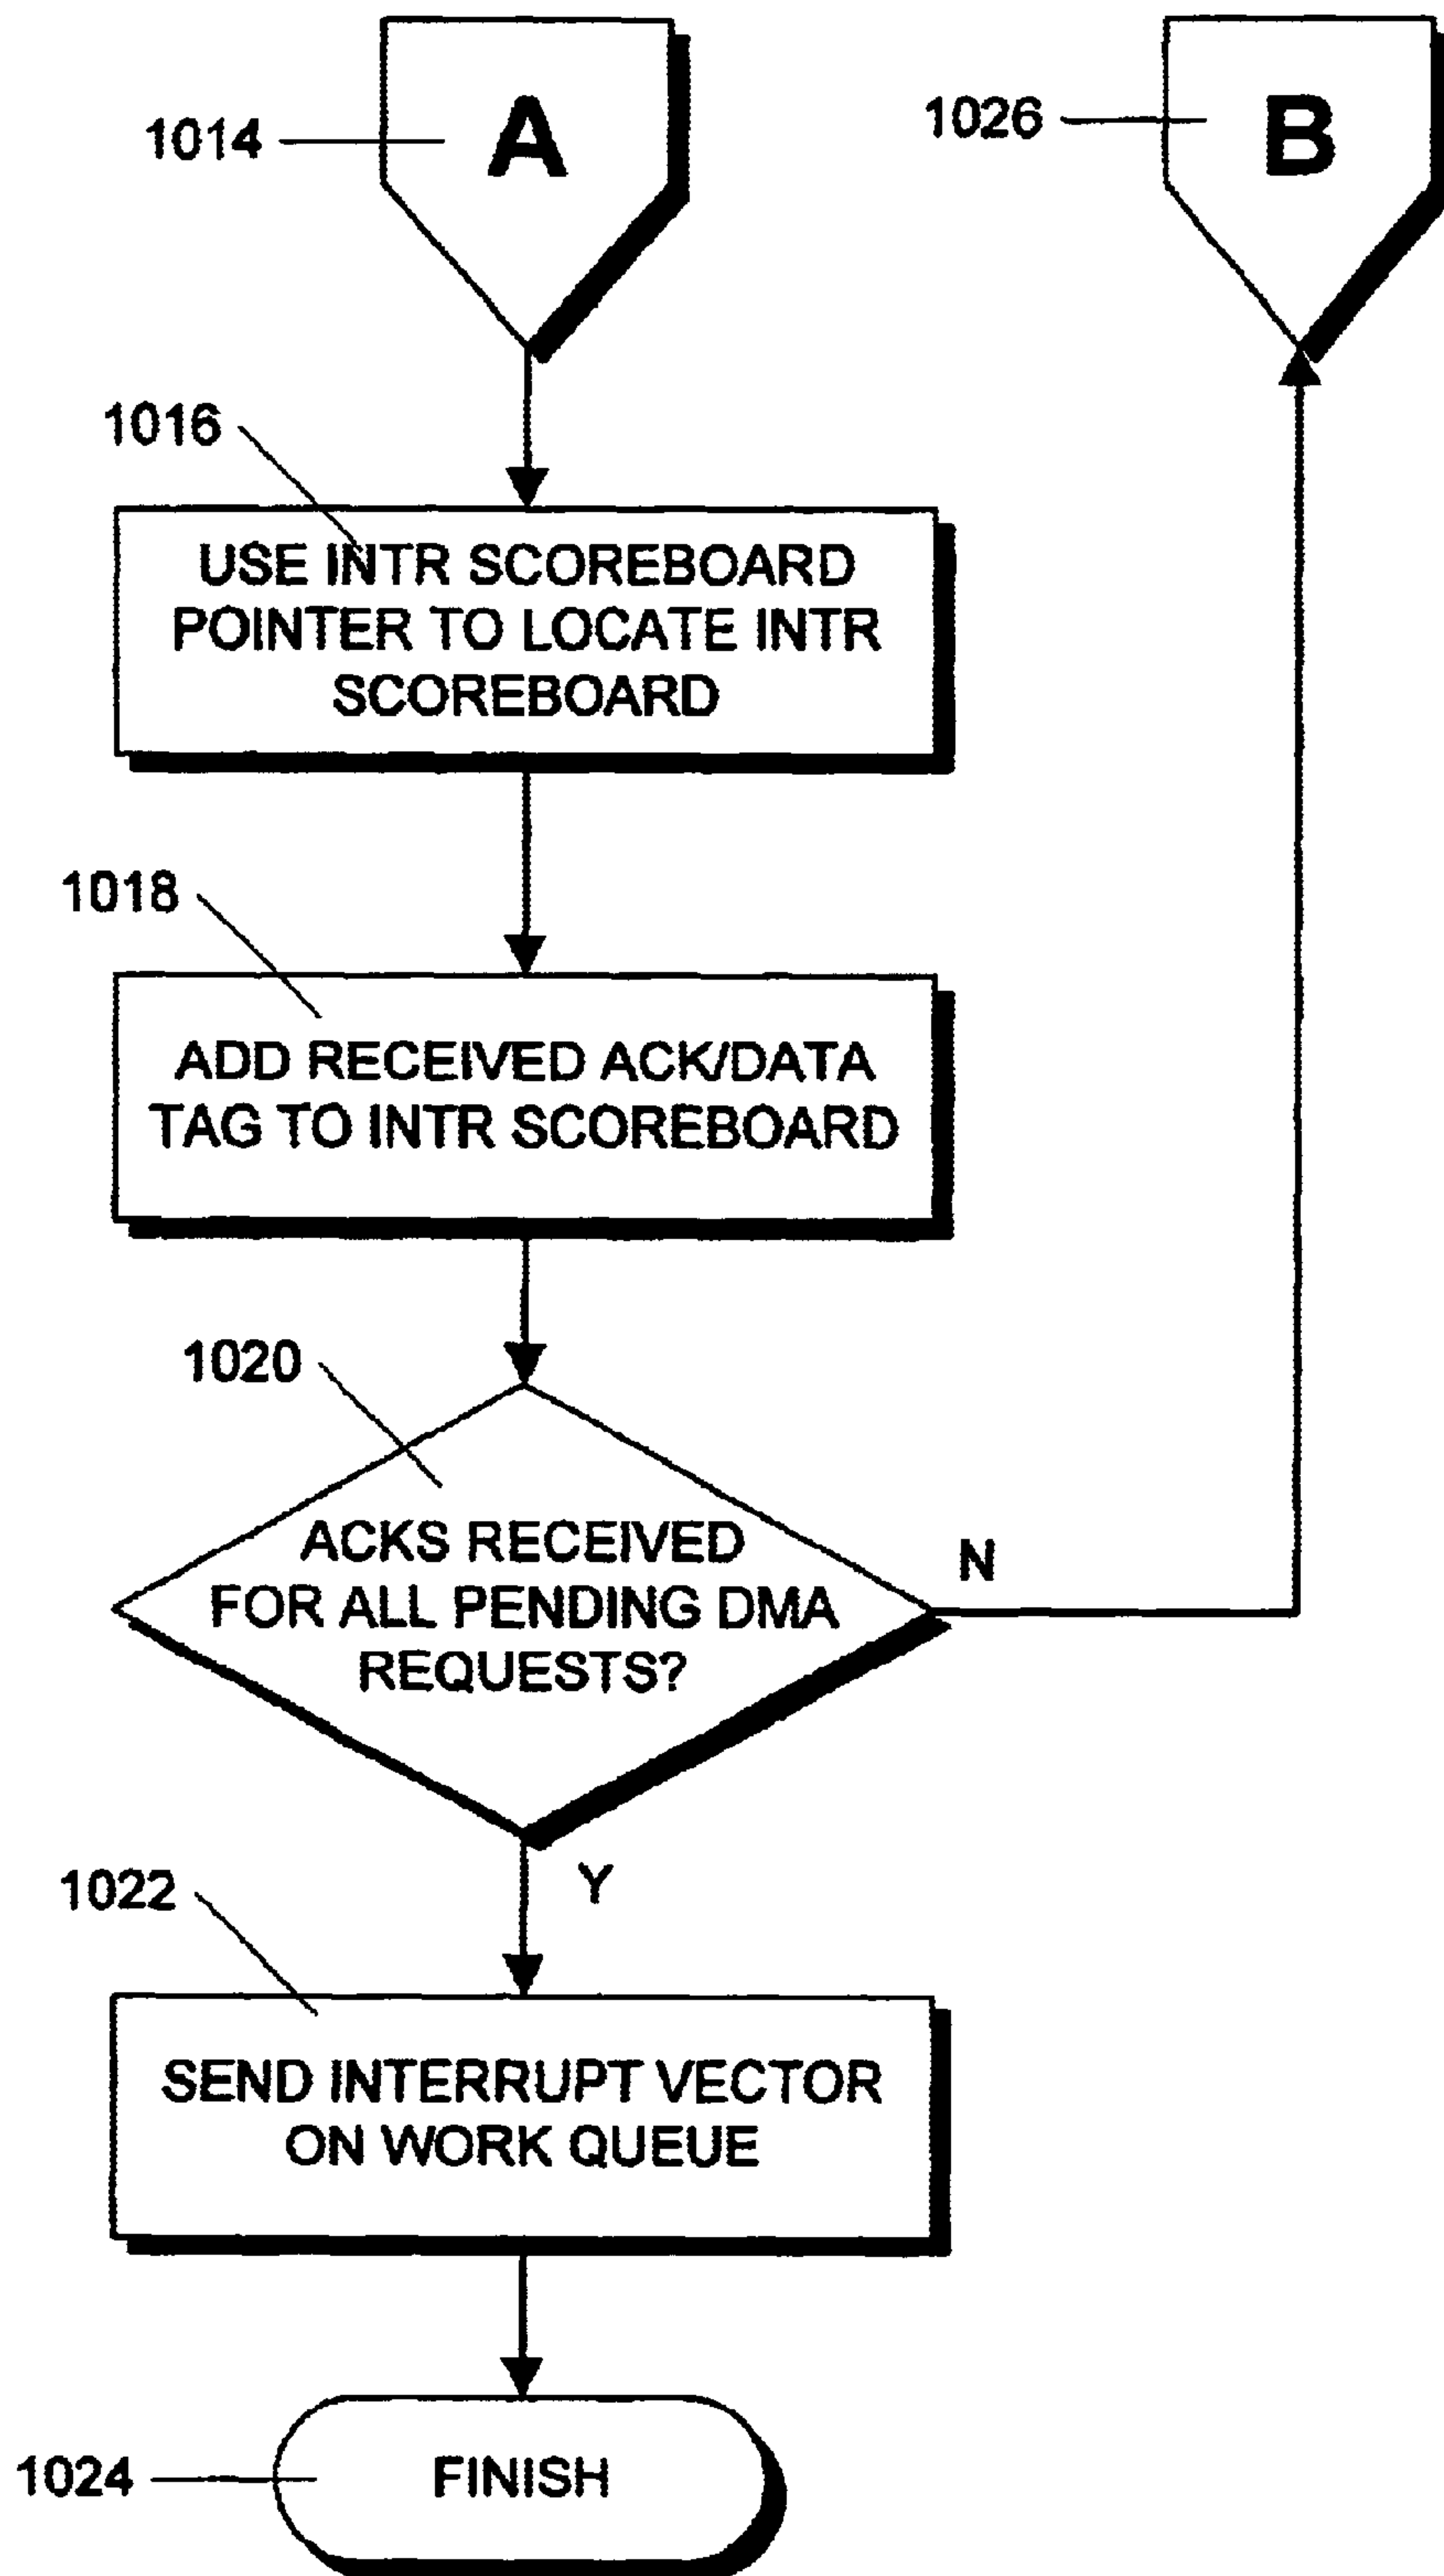 A
1014
B
1026
1016
USE INTR SCOREBOARD
POINTER TO LOCATE INTR
SCOREBOARD
1018
ADD RECEIVED ACK/DATA
TAG TO INTR SCOREBOARD
1020
ACKS RECEIVED
FOR ALL PENDING DMA
REQUESTS?
N
Y
1022
SEND INTERRUPT VECTOR
ON WORK QUEUE
1024
FINISH